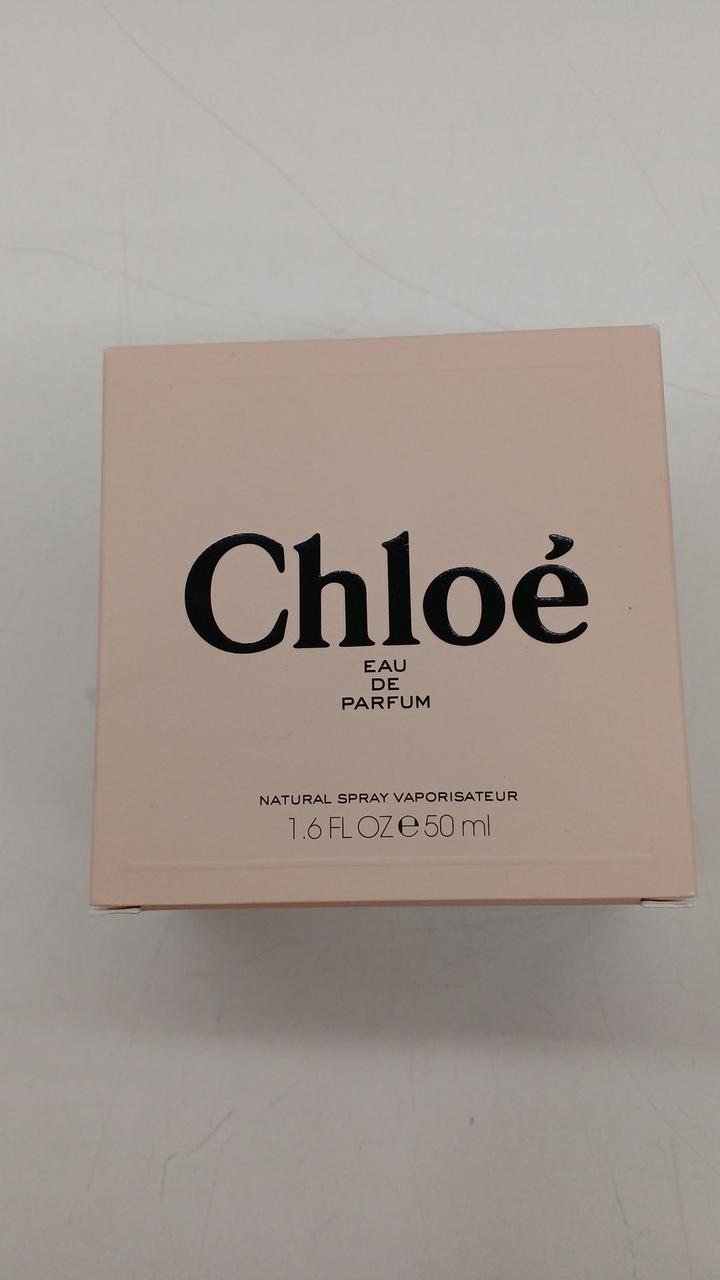 Chloé
EAU
DE
PARFUM
NATURAL SPRAY VAPORISATEUR
1.6 FL OZ ℮ 50 ml